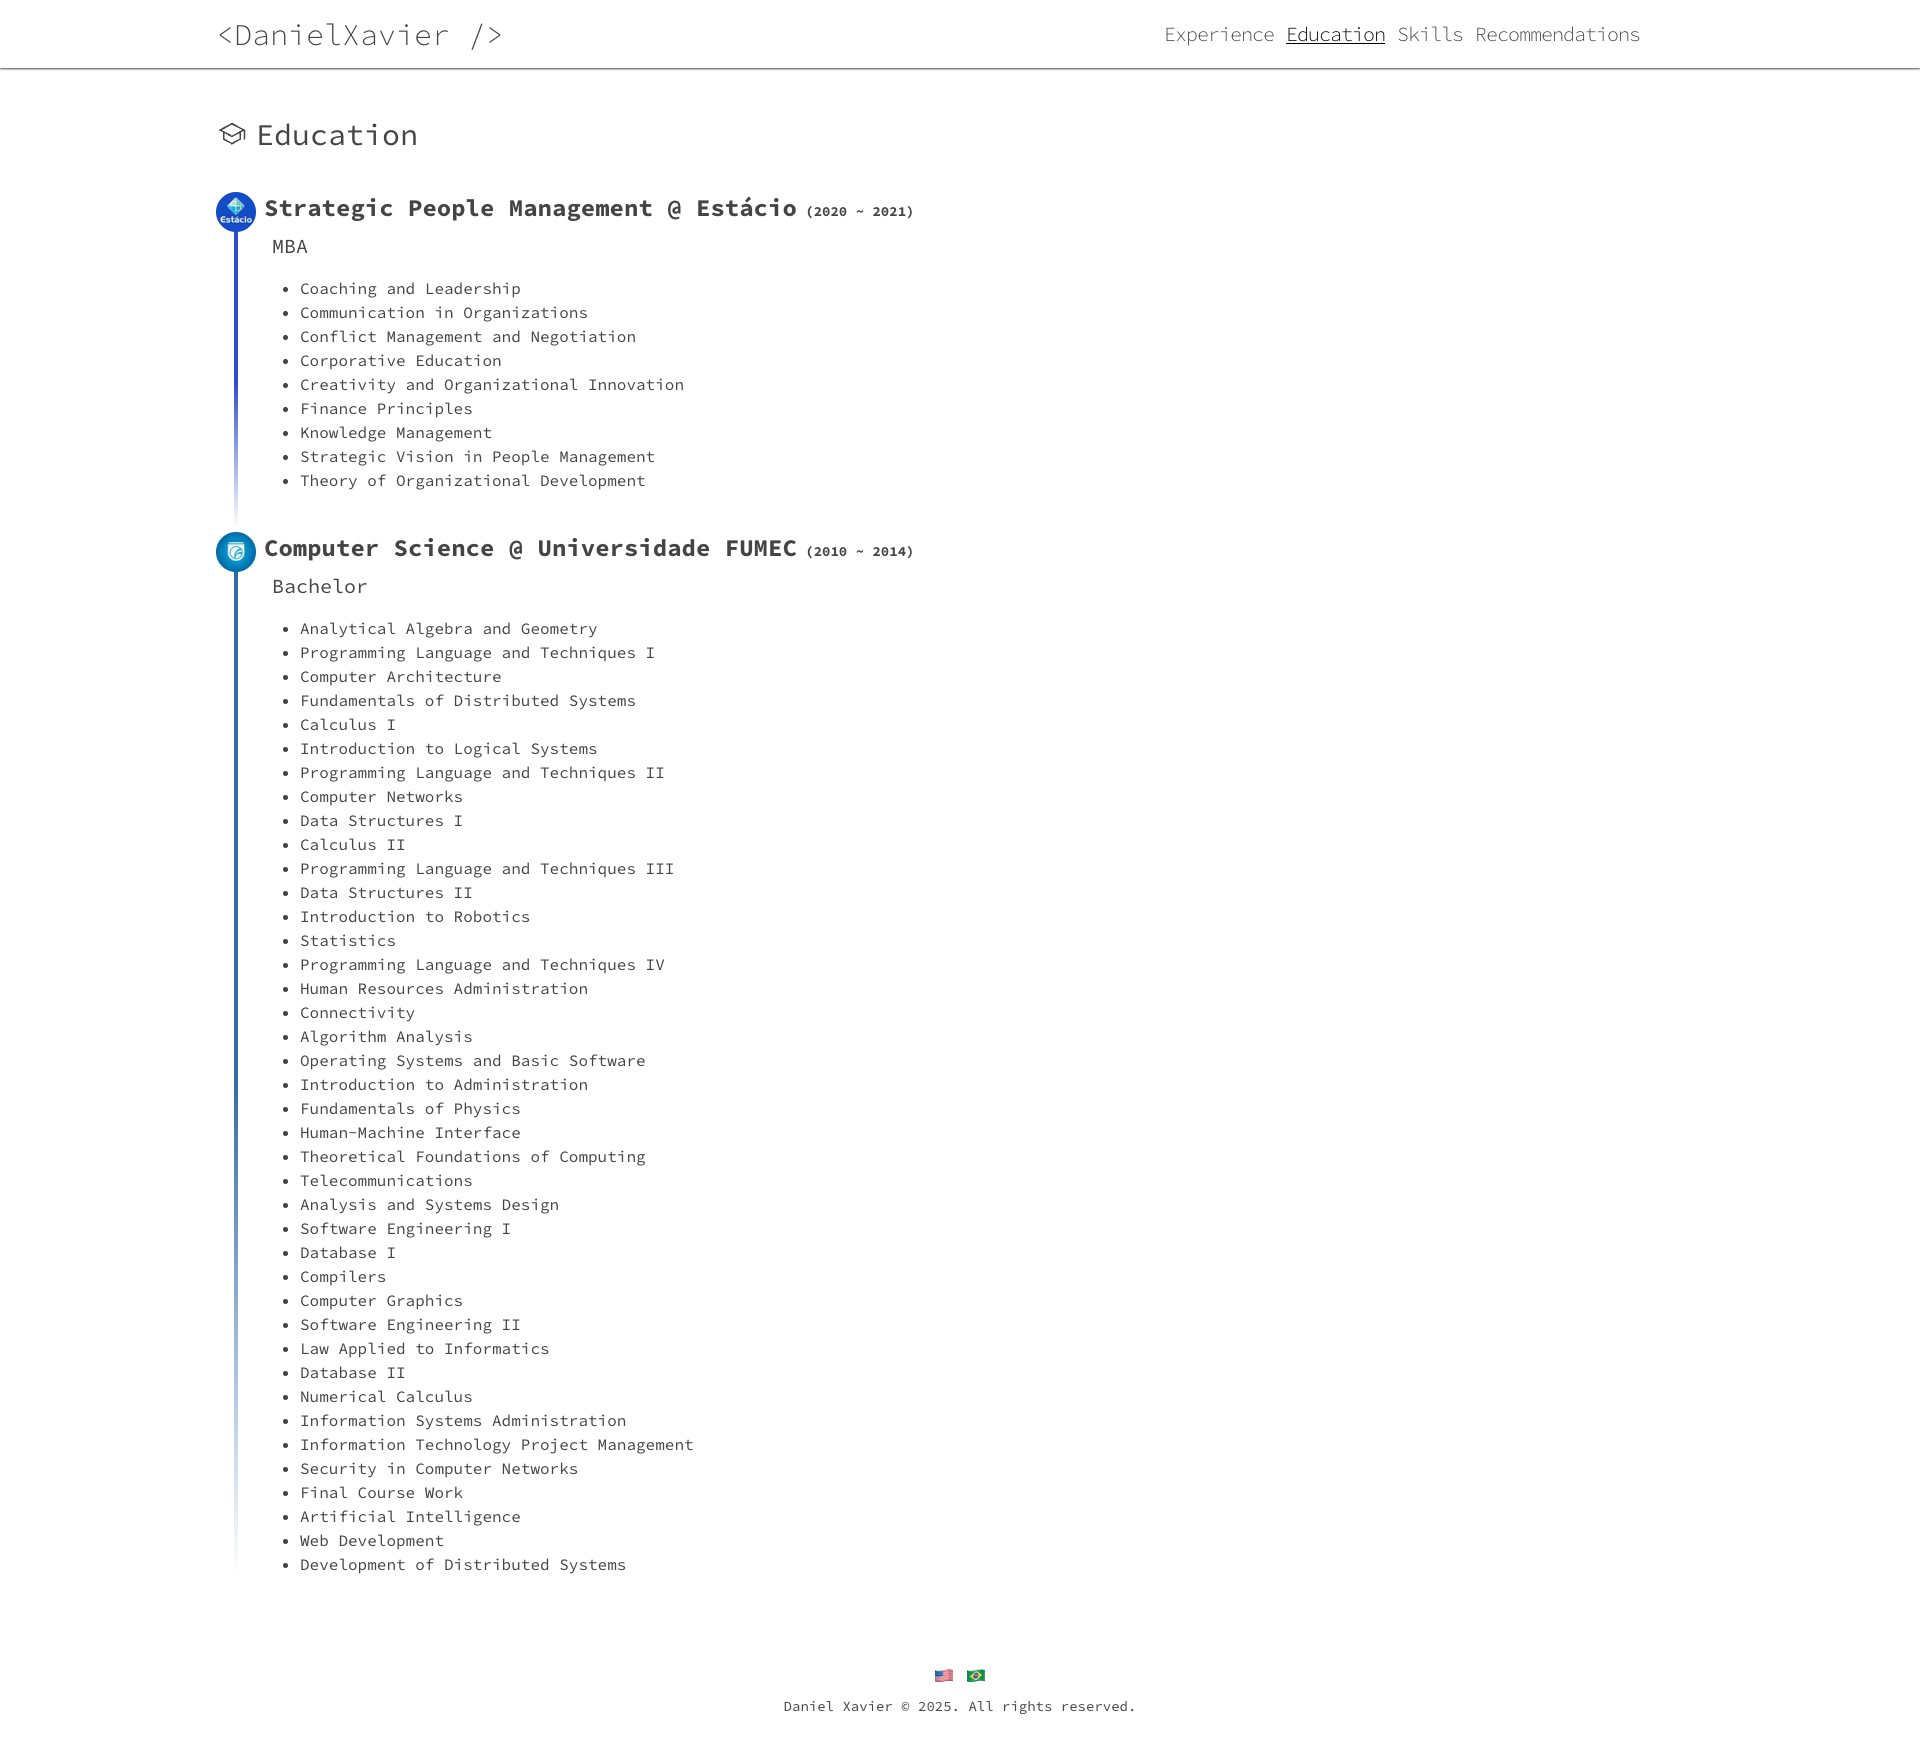 <DanielXavier />
Experience Education Skills Recommendations
Education
Estácio
Strategic People Management @ Estácio (2020 ~ 2021)
MBA
• Coaching and Leadership
• Communication in Organizations
• Conflict Management and Negotiation
• Corporative Education
• Creativity and Organizational Innovation
• Finance Principles
• Knowledge Management
• Strategic Vision in People Management
• Theory of Organizational Development
Computer Science @ Universidade FUMEC (2010 ~ 2014)
Bachelor
• Analytical Algebra and Geometry
• Programming Language and Techniques I
• Computer Architecture
• Fundamentals of Distributed Systems
• Calculus I
• Introduction to Logical Systems
• Programming Language and Techniques II
• Computer Networks
• Data Structures I
• Calculus II
• Programming Language and Techniques III
• Data Structures II
• Introduction to Robotics
• Statistics
• Programming Language and Techniques IV
• Human Resources Administration
• Connectivity
• Algorithm Analysis
• Operating Systems and Basic Software
• Introduction to Administration
• Fundamentals of Physics
• Human-Machine Interface
• Theoretical Foundations of Computing
• Telecommunications
• Analysis and Systems Design
• Software Engineering I
• Database I
• Compilers
• Computer Graphics
• Software Engineering II
• Law Applied to Informatics
• Database II
• Numerical Calculus
• Information Systems Administration
• Information Technology Project Management
• Security in Computer Networks
• Final Course Work
• Artificial Intelligence
• Web Development
• Development of Distributed Systems
Daniel Xavier © 2025. All rights reserved.